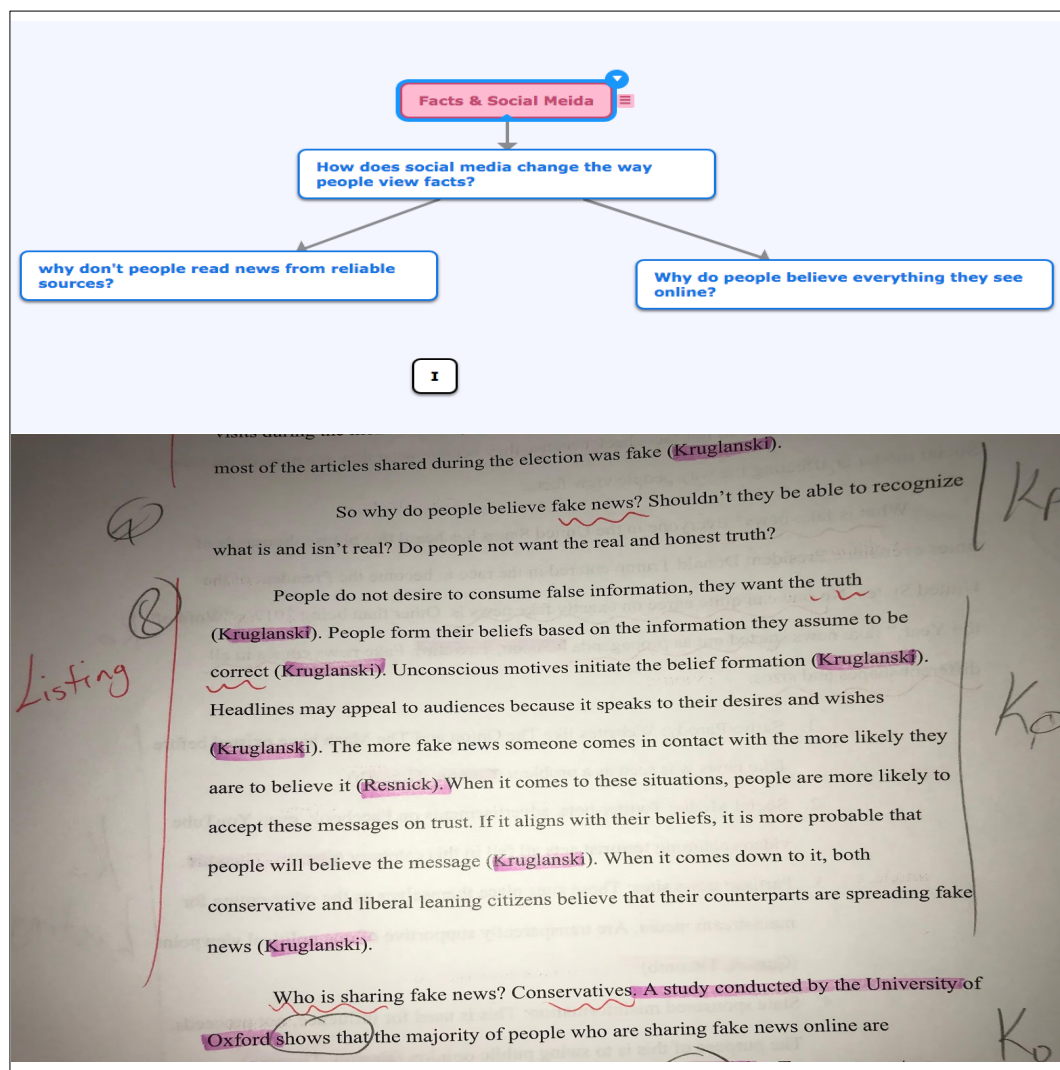 Facts & Social Meida
How does social media change the way
people view facts?
why don't people read news from reliable
sources?
Why do people believe everything they see
online?
I
most of the articles shared during the election was fake (Kruglanski).
So why do people believe fake news? Shouldn't they be able to recognize
what is and isn't real? Do people not want the real and honest truth?
8
People do not desire to consume false information, they want the truth
(Kruglanski). People form their beliefs based on the information they assume to be
Listing
correct (Kruglanski). Unconscious motives initiate the belief formation (Kruglanski).
Headlines may appeal to audiences because it speaks to their desires and wishes
(Kruglanski). The more fake news someone comes in contact with the more likely they
aare to believe it (Resnick).When it comes to these situations, people are more likely to
accept these messages on trust. If it aligns with their beliefs, it is more probable that
people will believe the message (Kruglanski). When it comes down to it, both
conservative and liberal leaning citizens believe that their counterparts are spreading fake
news (Kruglanski).
Who is sharing fake news? Conservatives. A study conducted by the University of
Oxford shows that the majority of people who are sharing fake news online are